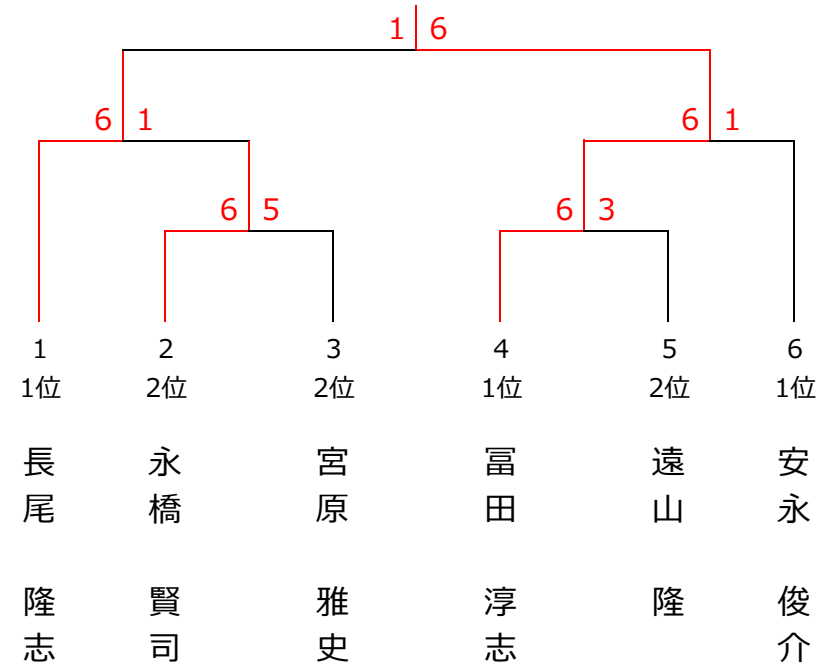 1 6
6 1 6 1
6 5 6 3
1 2 3 4 5 6
1位 2位 2位 1位 2位 1位
長尾 隆志
永橋 賢司
宮原 雅史
冨田 淳志
遠山 隆
安永 俊介